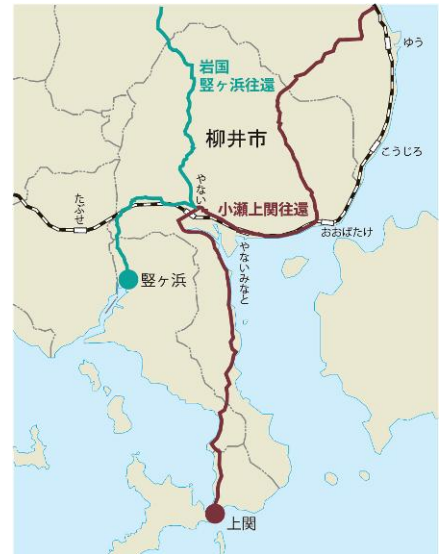 ゆう
岩国
竪ヶ浜往還
柳井市
こうじろ
やない
たぶせ
小瀬上関往還
おおばたけ
やないみなと
竪ヶ浜
上関